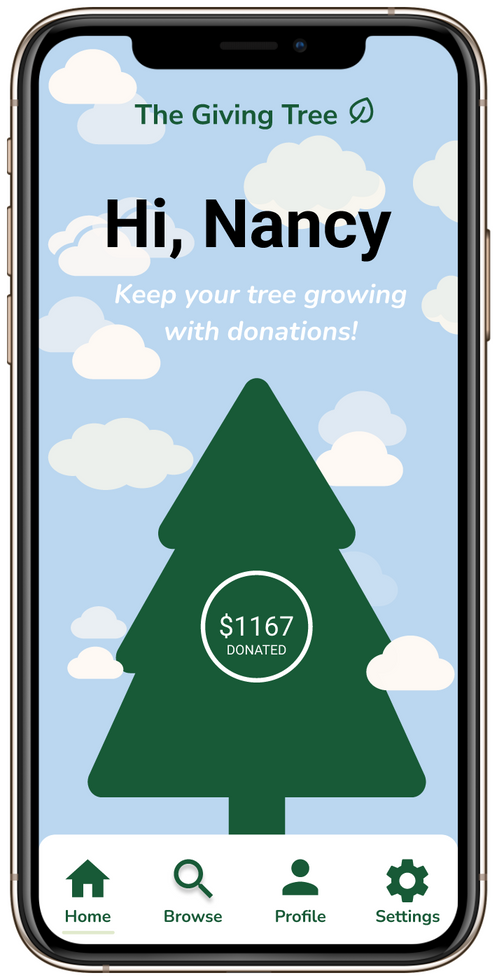 The Giving Tree
Hi, Nancy
Keep your tree growing
with donations!
$1167
DONATED
Home
Browse
Profile
Settings